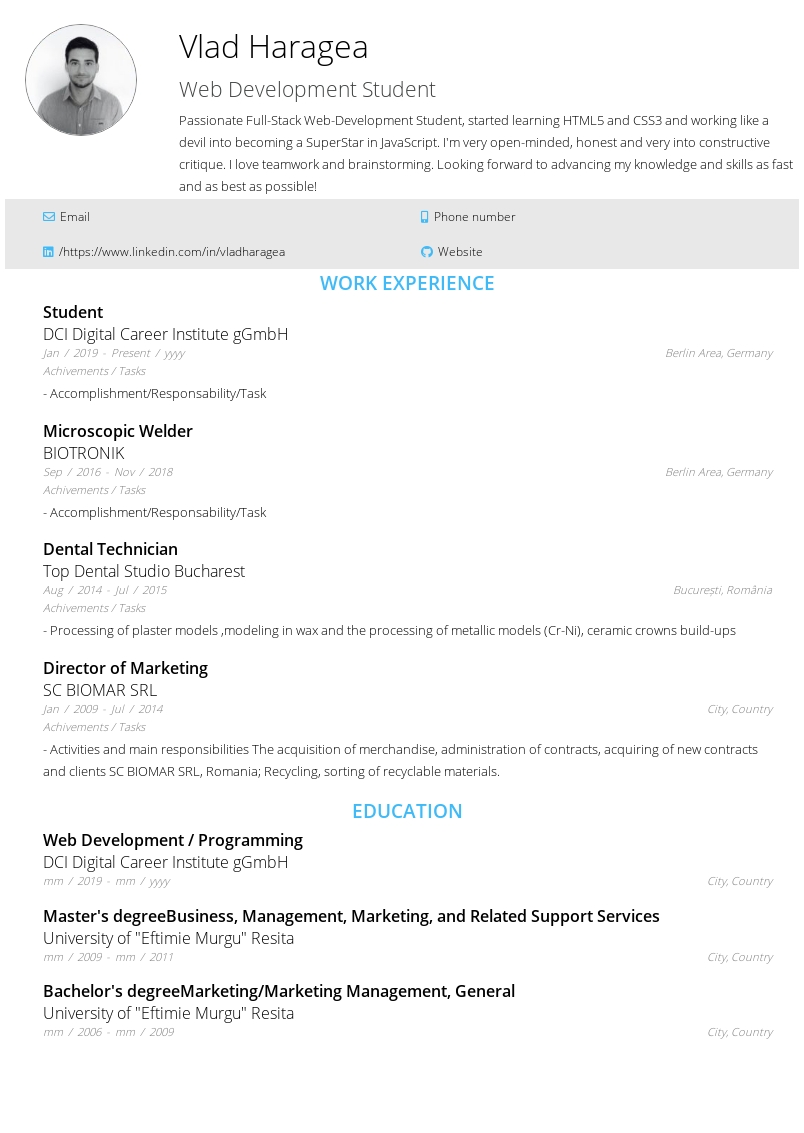 Vlad Haragea
Web Development Student
Passionate Full-Stack Web-Development Student, started learning HTML5 and CSS3 and working like a
devil into becoming a SuperStar in JavaScript. I'm very open-minded, honest and very into constructive
critique. I love teamwork and brainstorming. Looking forward to advancing my knowledge and skills as fast
and as best as possible!
Email
Phone number
/https://www.linkedin.com/in/vladharagea
Website
WORK EXPERIENCE
Student
DCI Digital Career Institute gGmbH
Jan / 2019 - Present / yyyy
Berlin Area, Germany
Achivements / Tasks
- Accomplishment/Responsability/Task
Microscopic Welder
BIOTRONIK
Sep / 2016 - Nov / 2018
Berlin Area, Germany
Achivements / Tasks
- Accomplishment/Responsability/Task
Dental Technician
Top Dental Studio Bucharest
Aug / 2014 - Jul / 2015
București, România
Achivements / Tasks
- Processing of plaster models ,modeling in wax and the processing of metallic models (Cr-Ni), ceramic crowns build-ups
Director of Marketing
SC BIOMAR SRL
Jan / 2009 - Jul / 2014
City, Country
Achivements / Tasks
- Activities and main responsibilities The acquisition of merchandise, administration of contracts, acquiring of new contracts
and clients SC BIOMAR SRL, Romania; Recycling, sorting of recyclable materials.
EDUCATION
Web Development / Programming
DCI Digital Career Institute gGmbH
mm / 2019 - mm / yyyy
City, Country
Master's degreeBusiness, Management, Marketing, and Related Support Services
University of "Eftimie Murgu" Resita
mm / 2009 - mm / 2011
City, Country
Bachelor's degreeMarketing/Marketing Management, General
University of "Eftimie Murgu" Resita
mm / 2006 - mm / 2009
City, Country